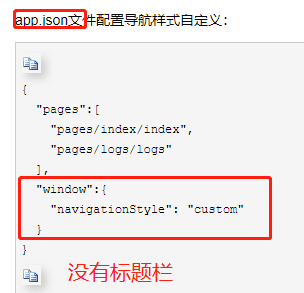 app.json文件配置导航样式自定义：
{
"pages":[
"pages/index/index",
"pages/logs/logs"
],
"window":{
"navigationStyle": "custom"
}
}
没有标题栏